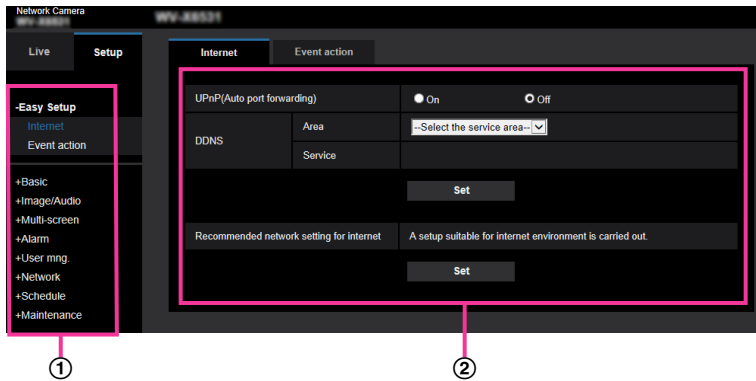 Network Camera
WV-X6531
Live
Setup
-Easy Setup
Internet
Event action
+Basic
+Image/Audio
+Multi-screen
+Alarm
+User mng.
+Network
+Schedule
+Maintenance
Internet
Event action
UPnP(Auto port forwarding)
On
Off
DDNS
Area
--Select the service area--
Service
Set
Recommended network setting for internet
A setup suitable for internet environment is carried out.
Set
①
②